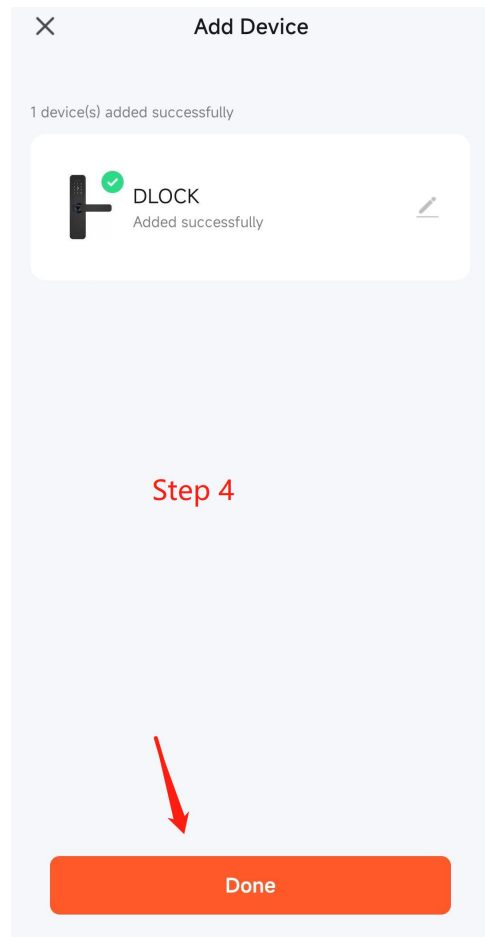 Add Device
1 device(s) added successfully
DLOCK
Added successfully
Step 4
Done